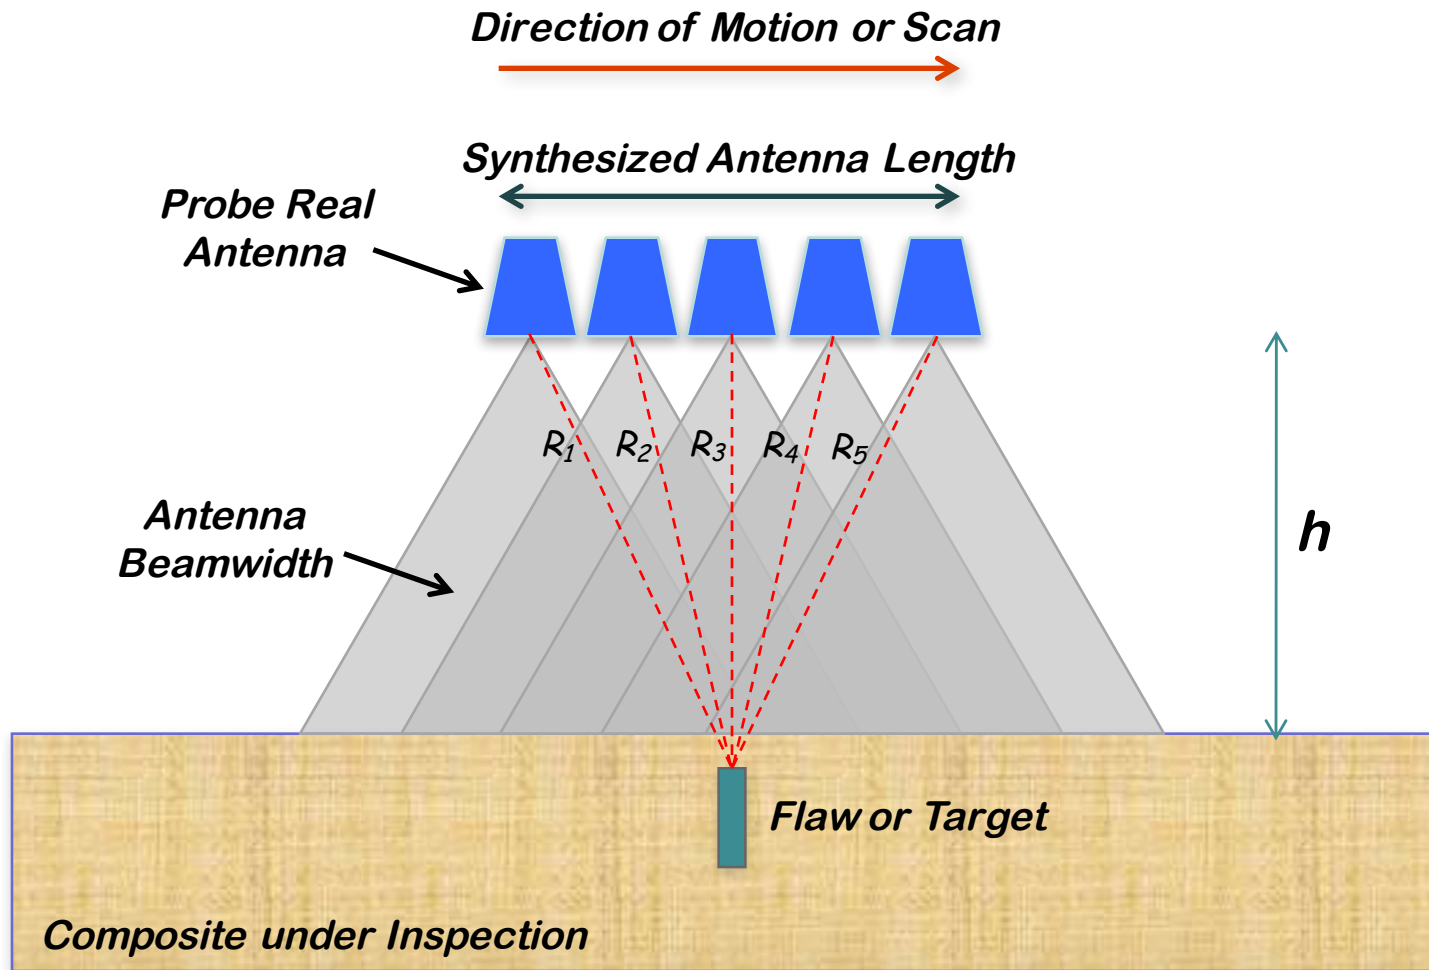 Direction of Motion or Scan
Synthesized Antenna Length
Probe Real
Antenna
R₁ R₂ R₃ R₄ R₅
Antenna
Beamwidth
h
Flaw or Target
Composite under Inspection